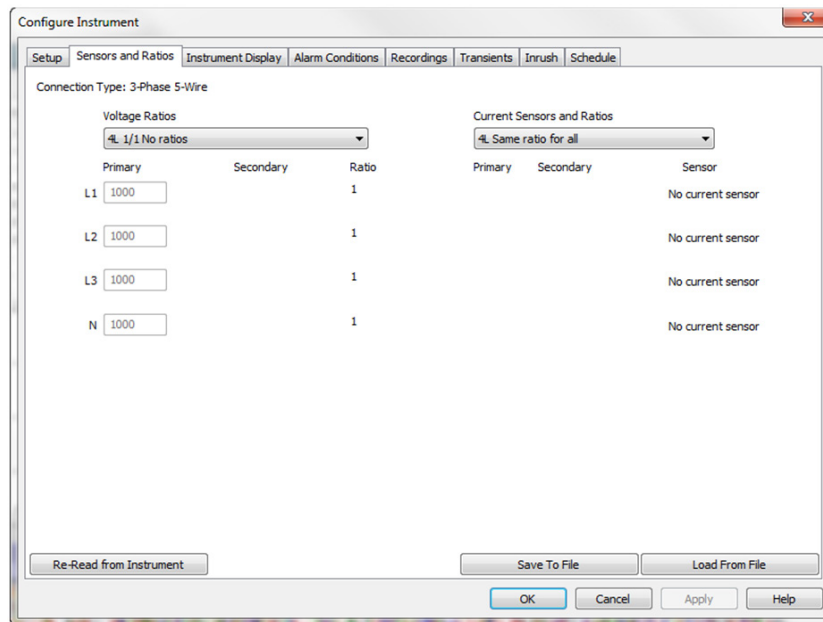 Configure Instrument
Setup Sensors and Ratios Instrument Display Alarm Conditions Recordings Transients Inrush Schedule
Connection Type: 3-Phase 5-Wire
Voltage Ratios Current Sensors and Ratios
4L 1/1 No ratios 4L Same ratio for all
Primary Secondary Ratio Primary Secondary Sensor
L1 1000 1 No current sensor
L2 1000 1 No current sensor
L3 1000 1 No current sensor
N 1000 1 No current sensor
Re-Read from Instrument Save To File Load From File
OK Cancel Apply Help